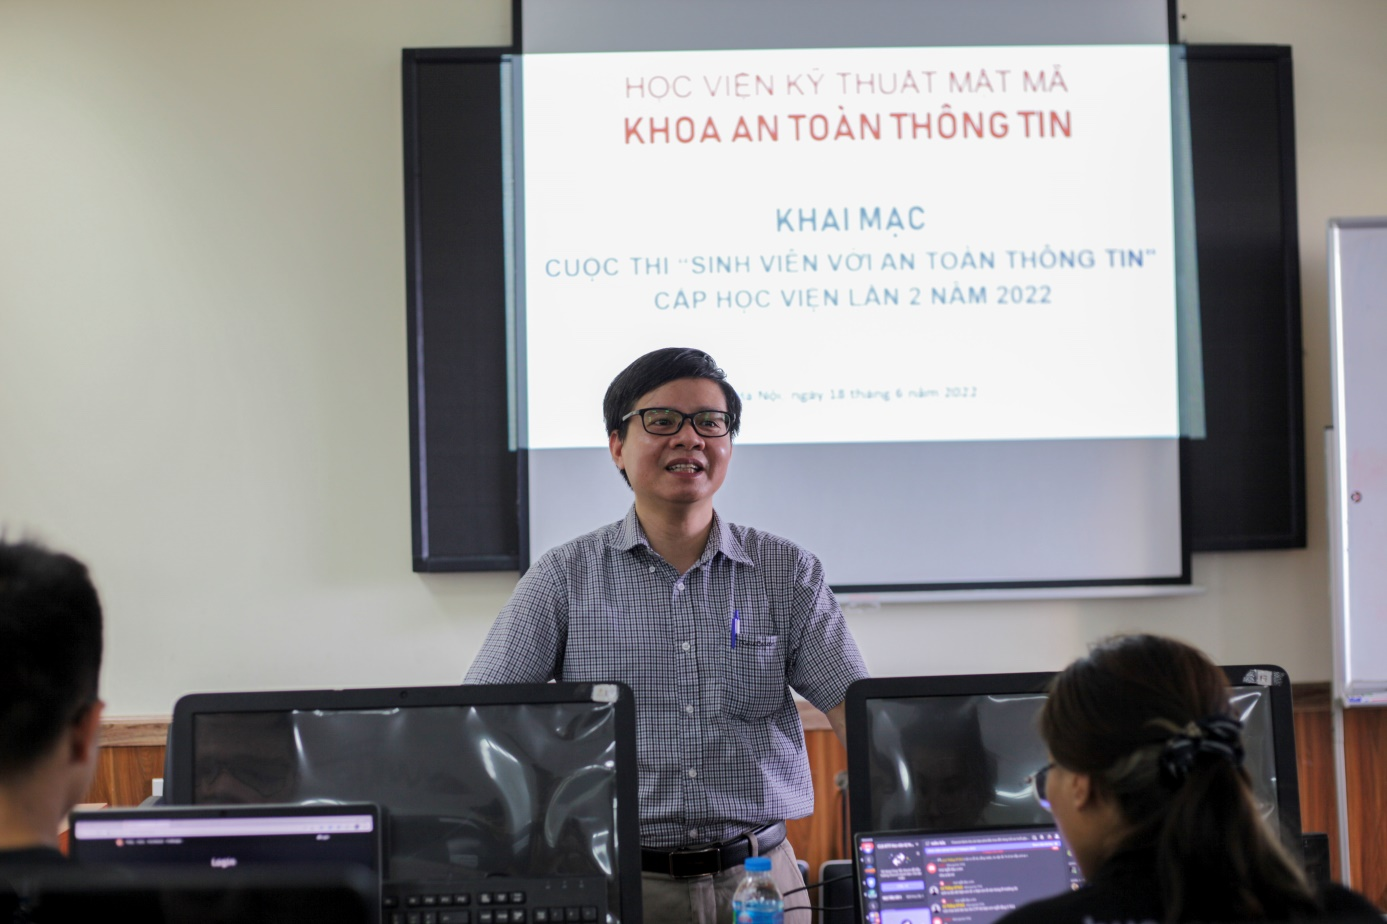 HỌC VIỆN KỸ THUẬT MẬT MÃ
KHOA AN TOÀN THÔNG TIN
KHAI MẠC
CUỘC THI “SINH VIÊN VỚI AN TOÀN THÔNG TIN”
CẤP HỌC VIỆN LẦN 2 NĂM 2022
Nội, ngày 18 tháng 6 năm 2022
Login